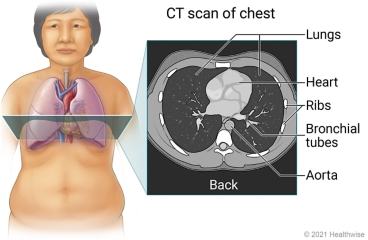 CT scan of chest
Lungs
Heart
Ribs
Bronchial
tubes
Aorta
Back
© 2021 Healthwise